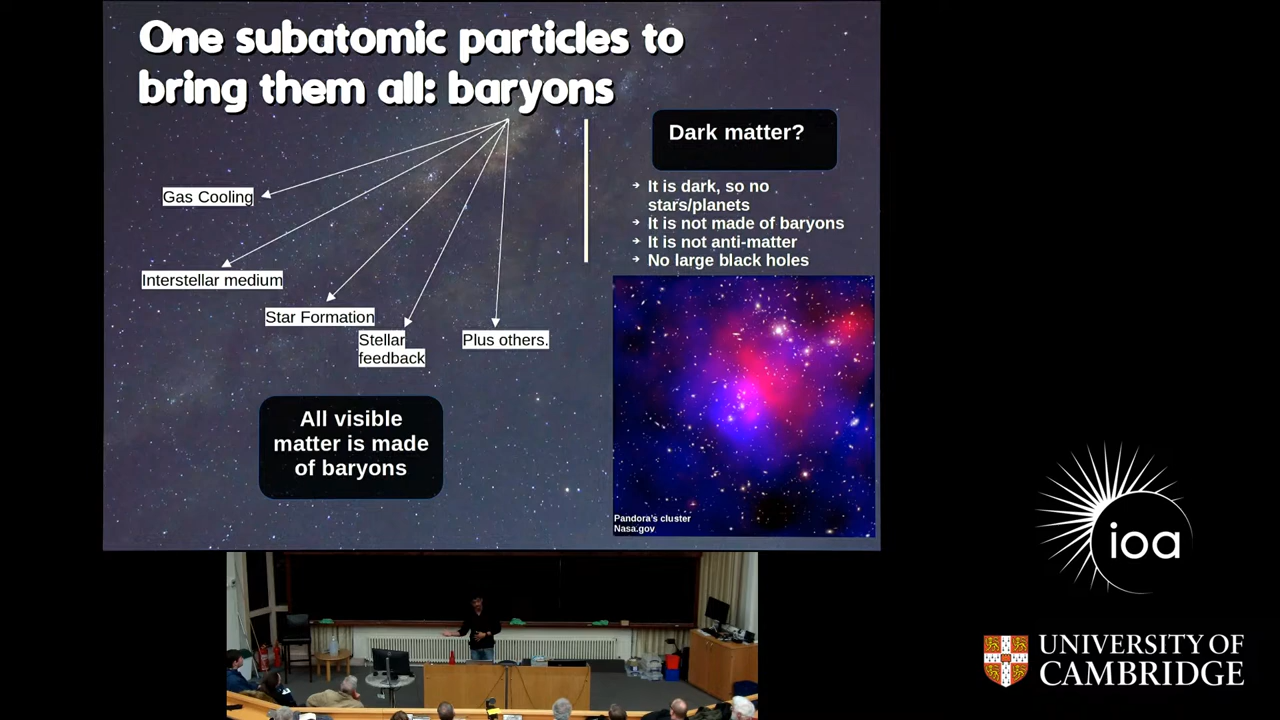 One subatomic particles to
bring them all: baryons
Gas Cooling
Interstellar medium
Star Formation
Stellar
feedback
Plus others.
All visible
matter is made
of baryons
Dark matter?
It is dark, so no
stars/planets
It is not made of baryons
It is not anti-matter
No large black holes
Pandora's cluster
Nasa.gov
ioa
UNIVERSITY OF
CAMBRIDGE